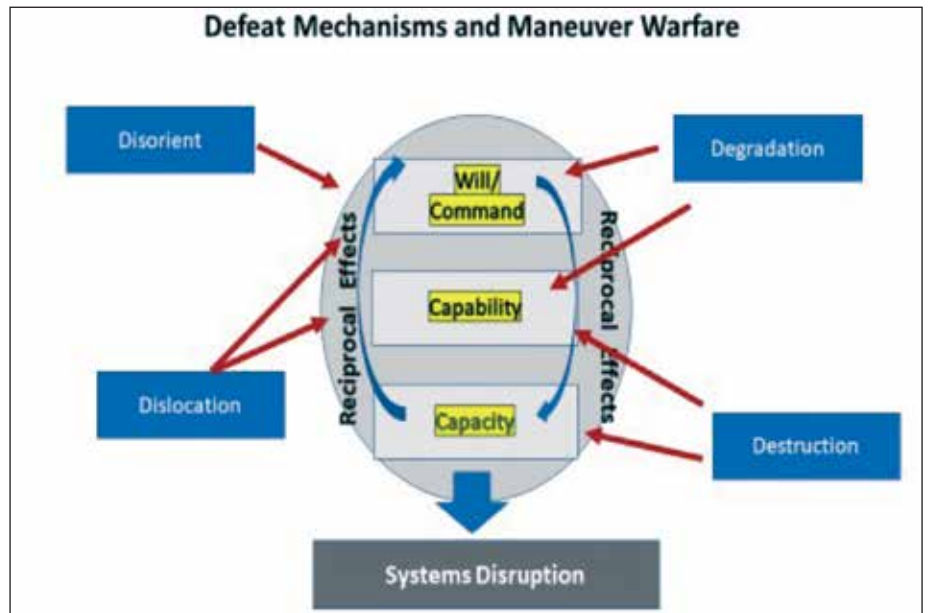 Defeat Mechanisms and Maneuver Warfare
Disorient
Degradation
Will/
Command
Reciprocal Effects
Reciprocal Effects
Capability
Dislocation
Capacity
Destruction
Systems Disruption